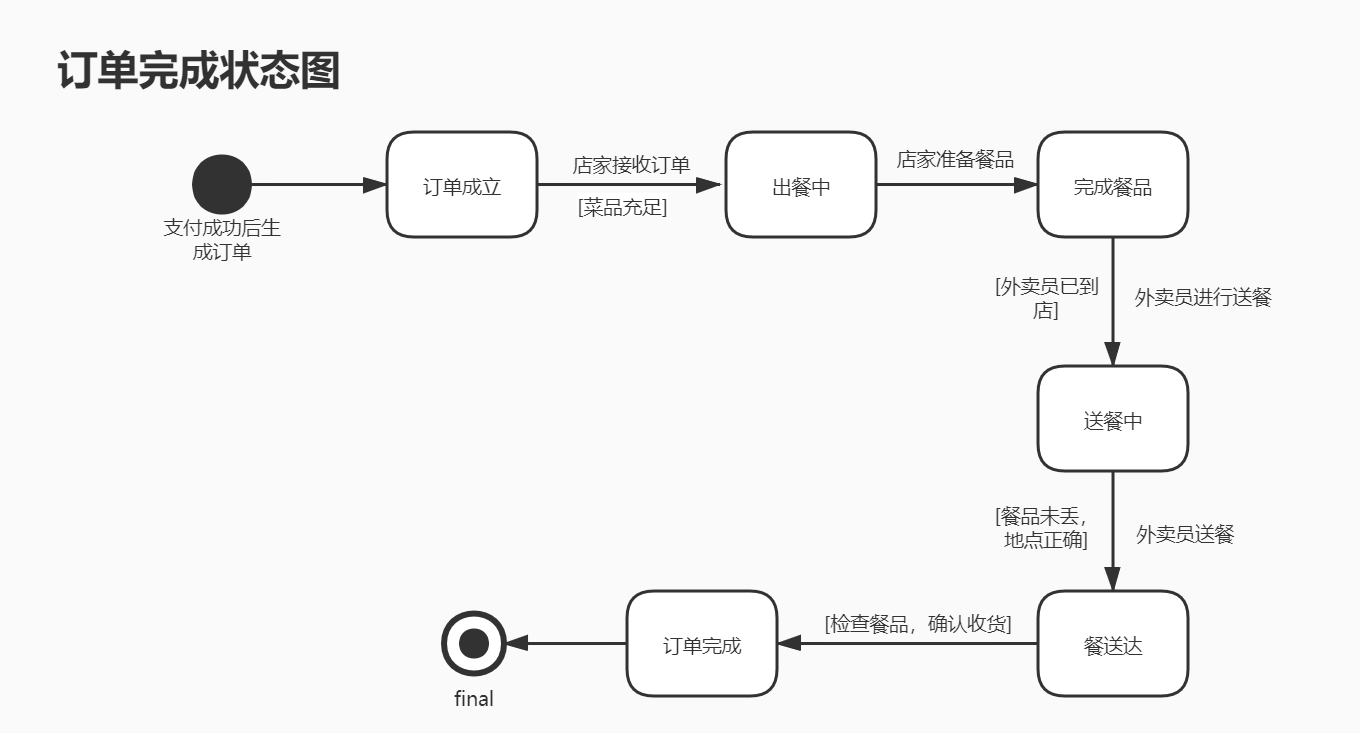 订单完成状态图
支付成功后生
成订单
订单成立
店家接收订单
[菜品充足]
出餐中
店家准备餐品
完成餐品
[外卖员已到
店]
外卖员进行送餐
送餐中
[餐品未丢，
地点正确]
外卖员送餐
餐送达
[检查餐品，确认收货]
订单完成
final